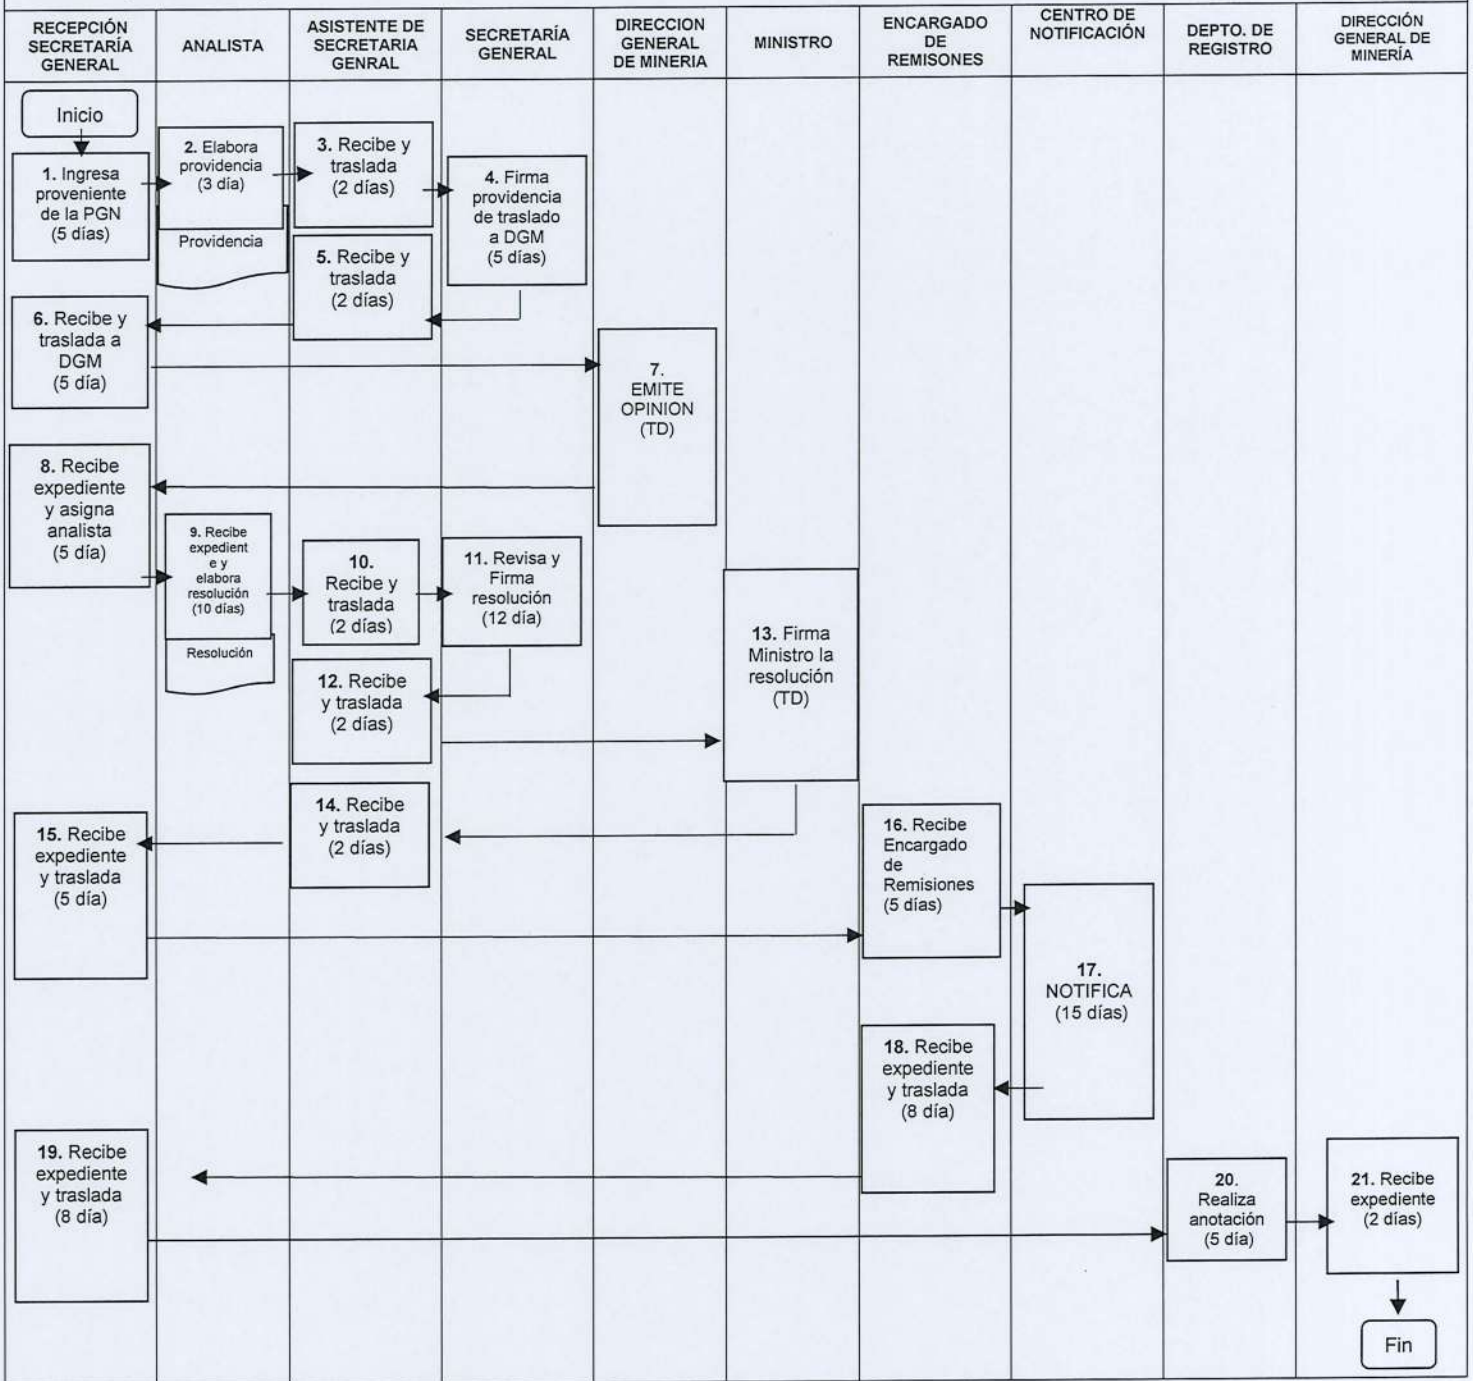 RECEPCIÓN
SECRETARÍA
GENERAL
ANALISTA
ASISTENTE DE
SECRETARIA
GENRAL
SECRETARÍA
GENERAL
DIRECCION
GENERAL
DE MINERIA
MINISTRO
ENCARGADO
DE
REMISONES
CENTRO DE
NOTIFICACIÓN
DEPTO. DE
REGISTRO
DIRECCIÓN
GENERAL DE
MINERÍA
Inicio
1. Ingresa
proveniente
de la PGN
(5 días)
2. Elabora
providencia
(3 día)
Providencia
3. Recibe y
traslada
(2 días)
4. Firma
providencia
de traslado
a DGM
(5 días)
5. Recibe y
traslada
(2 días)
6. Recibe y
traslada a
DGM
(5 día)
7.
EMITE
OPINION
(TD)
8. Recibe
expediente
y asigna
analista
(5 día)
9. Recibe
expedient
e y
elabora
resolución
(10 días)
Resolución
10.
Recibe y
traslada
(2 días)
11. Revisa y
Firma
resolución
(12 día)
12. Recibe
y traslada
(2 días)
13. Firma
Ministro la
resolución
(TD)
14. Recibe
y traslada
(2 días)
15. Recibe
expediente
y traslada
(5 día)
16. Recibe
Encargado
de
Remisiones
(5 días)
17.
NOTIFICA
(15 días)
18. Recibe
expediente
y traslada
(8 día)
19. Recibe
expediente
y traslada
(8 día)
20.
Realiza
anotación
(5 día)
21. Recibe
expediente
(2 días)
Fin